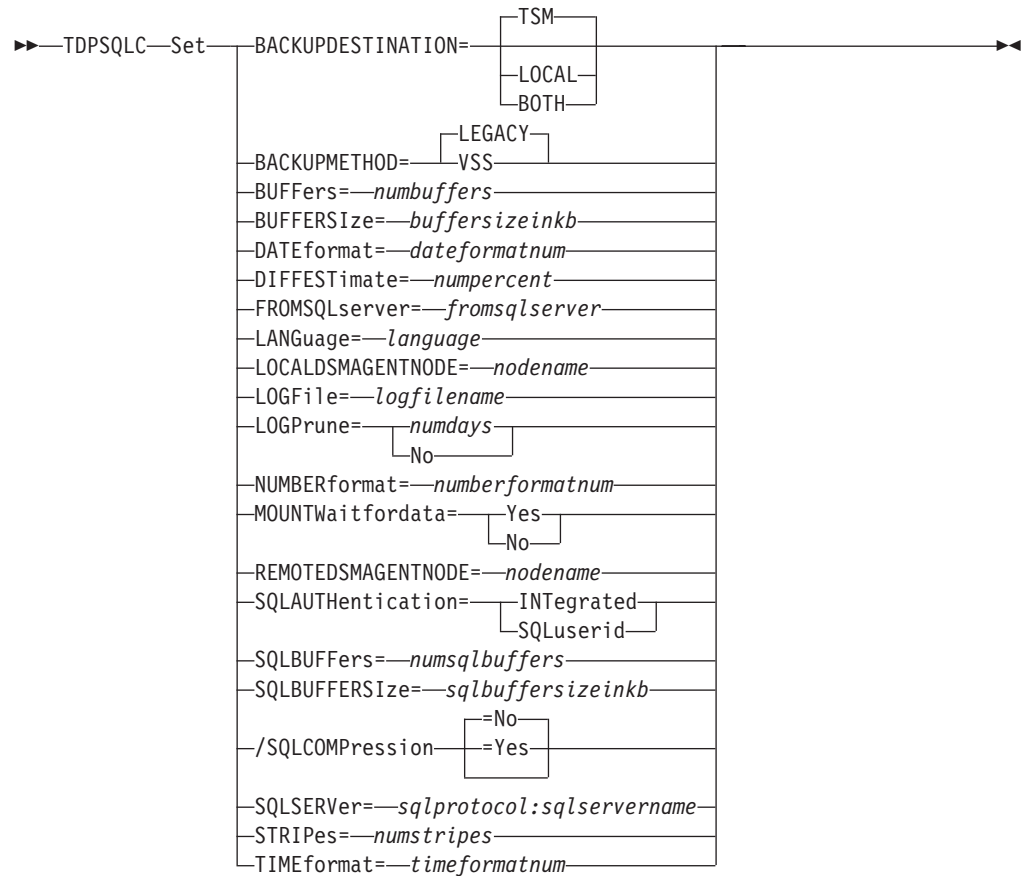 TSM
TDPSQLC Set BACKUPDESTINATION=
LOCAL
BOTH
LEGACY
BACKUPMETHOD= VSS
BUFFers= numbuffers
BUFFERSIze= buffersizeinkb
DATEformat= dateformatnum
DIFFESTimate= numpercent
FROMSQLserver= fromsqlserver
LANGuage= language
LOCALDSMAGENTNODE= nodename
LOGFile= logfilename
LOGPrune= numdays
No
NUMBERformat= numberformatnum
MOUNTWaitfordata= Yes
No
REMOTEDSMAGENTNODE= nodename
SQLAUTHentication= INTegrated
SQLuserid
SQLBUFFers= numsqlbuffers
SQLBUFFERSIze= sqlbuffersizeinkb
=No
/SQLCOMPression =Yes
SQLSERVer= sqlprotocol:sqlservername
STRIPes= numstripes
TIMEformat= timeformatnum